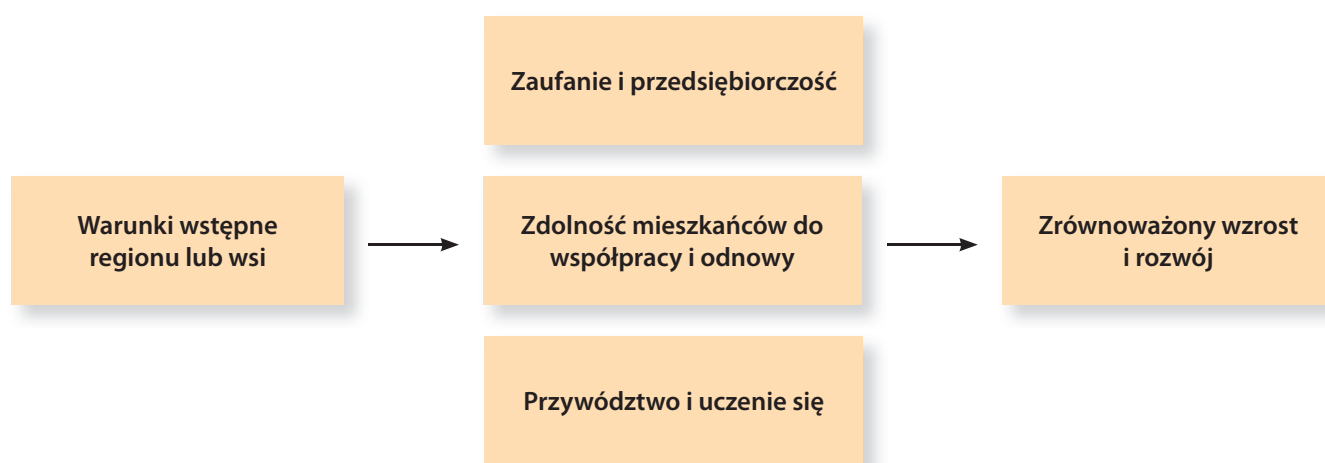 Zaufanie i przedsiębiorczość
Warunki wstępne
regionu lub wsi
Zdolność mieszkańców do
współpracy i odnowy
Zrównoważony wzrost
i rozwój
Przywództwo i uczenie się